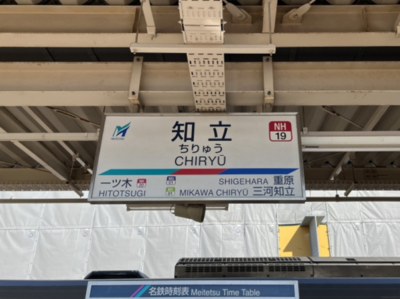 知立
ちりゅう
CHIRYŪ
NH
19
一ツ木
HITOTSUGI
SHIGEHARA 重原
MIKAWA CHIRYŪ 三河知立
名鉄時刻表 Meitetsu Time Table